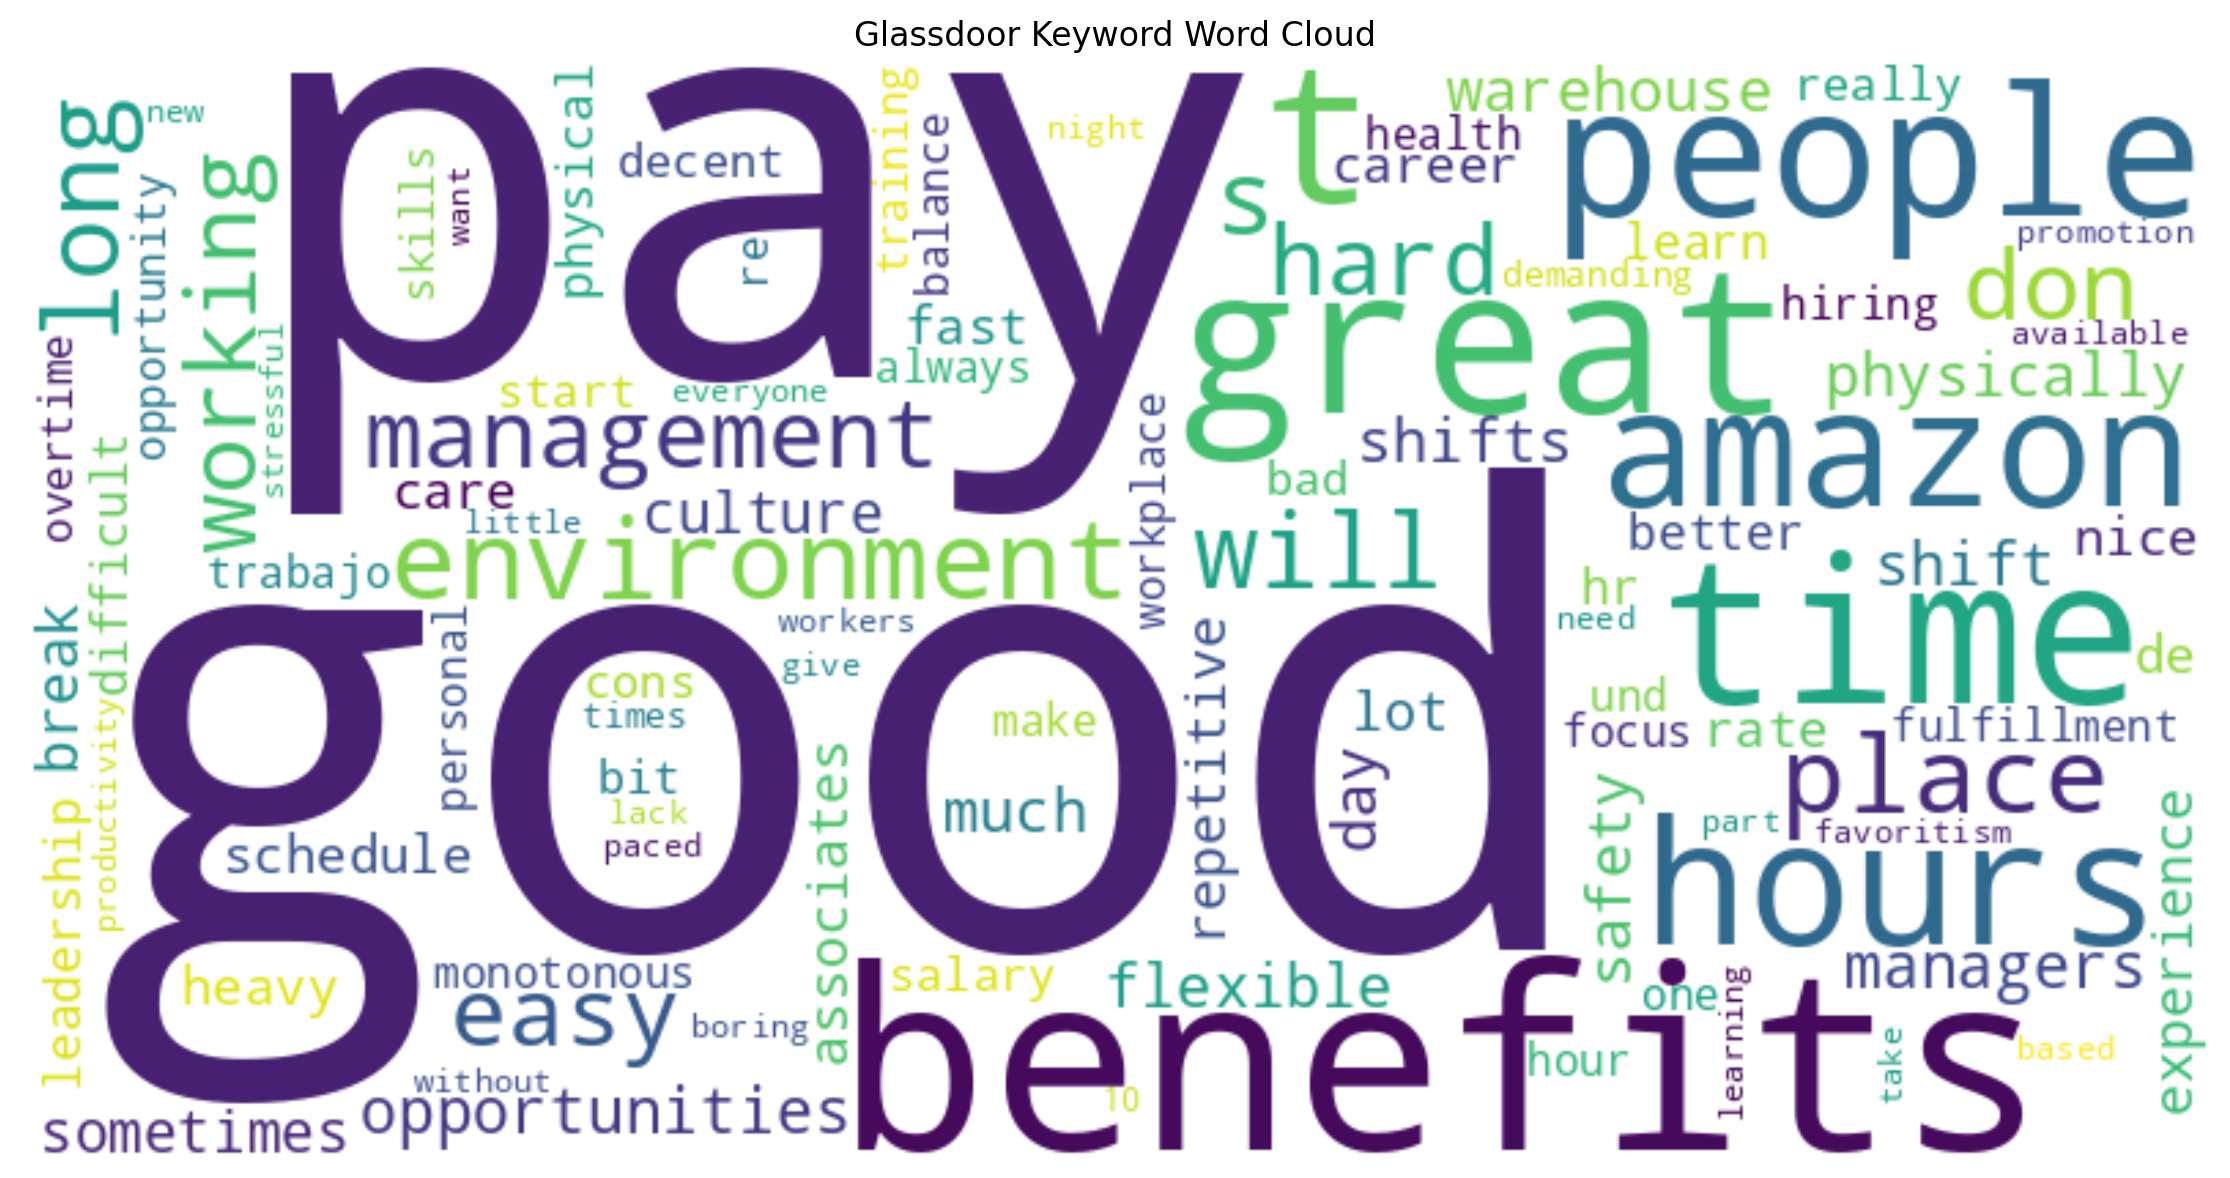 Glassdoor Keyword Word Cloud
pay
good
benefits
great
people
time
hours
amazon
environment
t
long
working
management
hard
will
don
place
easy
s
new
opportunity
stressful
overtime
difficult
break
productivity
leadership
skills
want
physical
decent
re
training
balance
night
warehouse
really
health
career
learn
promotion
demanding
hiring
available
physically
fast
always
start
everyone
care
culture
little
workplace
shifts
bad
better
nice
trabajo
shift
hr
need
de
workers
give
personal
cons
times
bit
lack
paced
make
much
repetitive
lot
day
und
focus
rate
fulfillment
part
favoritism
safety
experience
managers
schedule
associates
heavy
monotonous
boring
salary
flexible
one
learning
hour
take
based
10
without
opportunities
sometimes